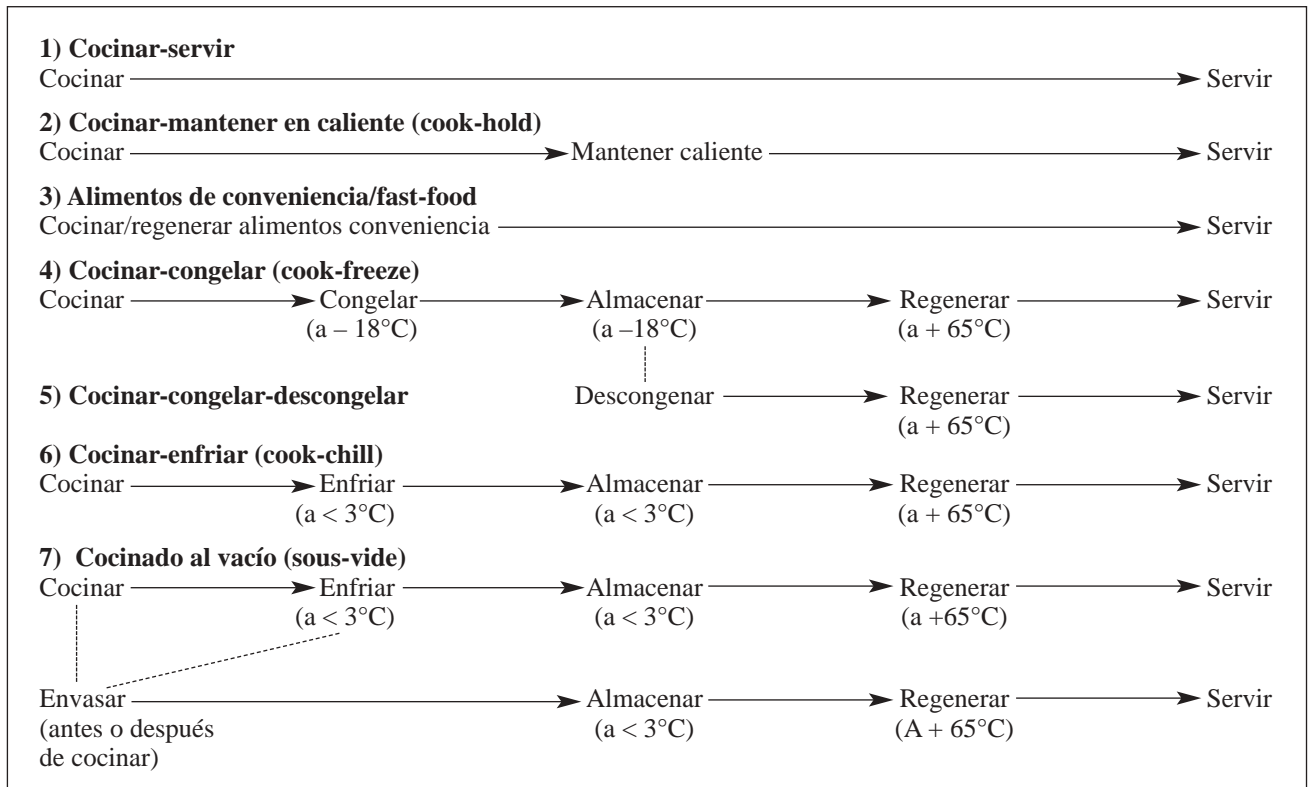 1) Cocinar-servir
Cocinar Servir
2) Cocinar-mantener en caliente (cook-hold)
Cocinar Mantener caliente Servir
3) Alimentos de conveniencia/fast-food
Cocinar/regenerar alimentos conveniencia Servir
4) Cocinar-congelar (cook-freeze)
Cocinar Congelar Almacenar Regenerar Servir
(a – 18°C) (a –18°C) (a + 65°C)
5) Cocinar-congelar-descongelar Descongenar Regenerar Servir
(a + 65°C)
6) Cocinar-enfriar (cook-chill)
Cocinar Enfriar Almacenar Regenerar Servir
(a < 3°C) (a < 3°C) (a + 65°C)
7) Cocinado al vacío (sous-vide)
Cocinar Enfriar Almacenar Regenerar Servir
(a < 3°C) (a < 3°C) (a +65°C)
Envasar Almacenar Regenerar Servir
(antes o después (a < 3°C) (A + 65°C)
de cocinar)